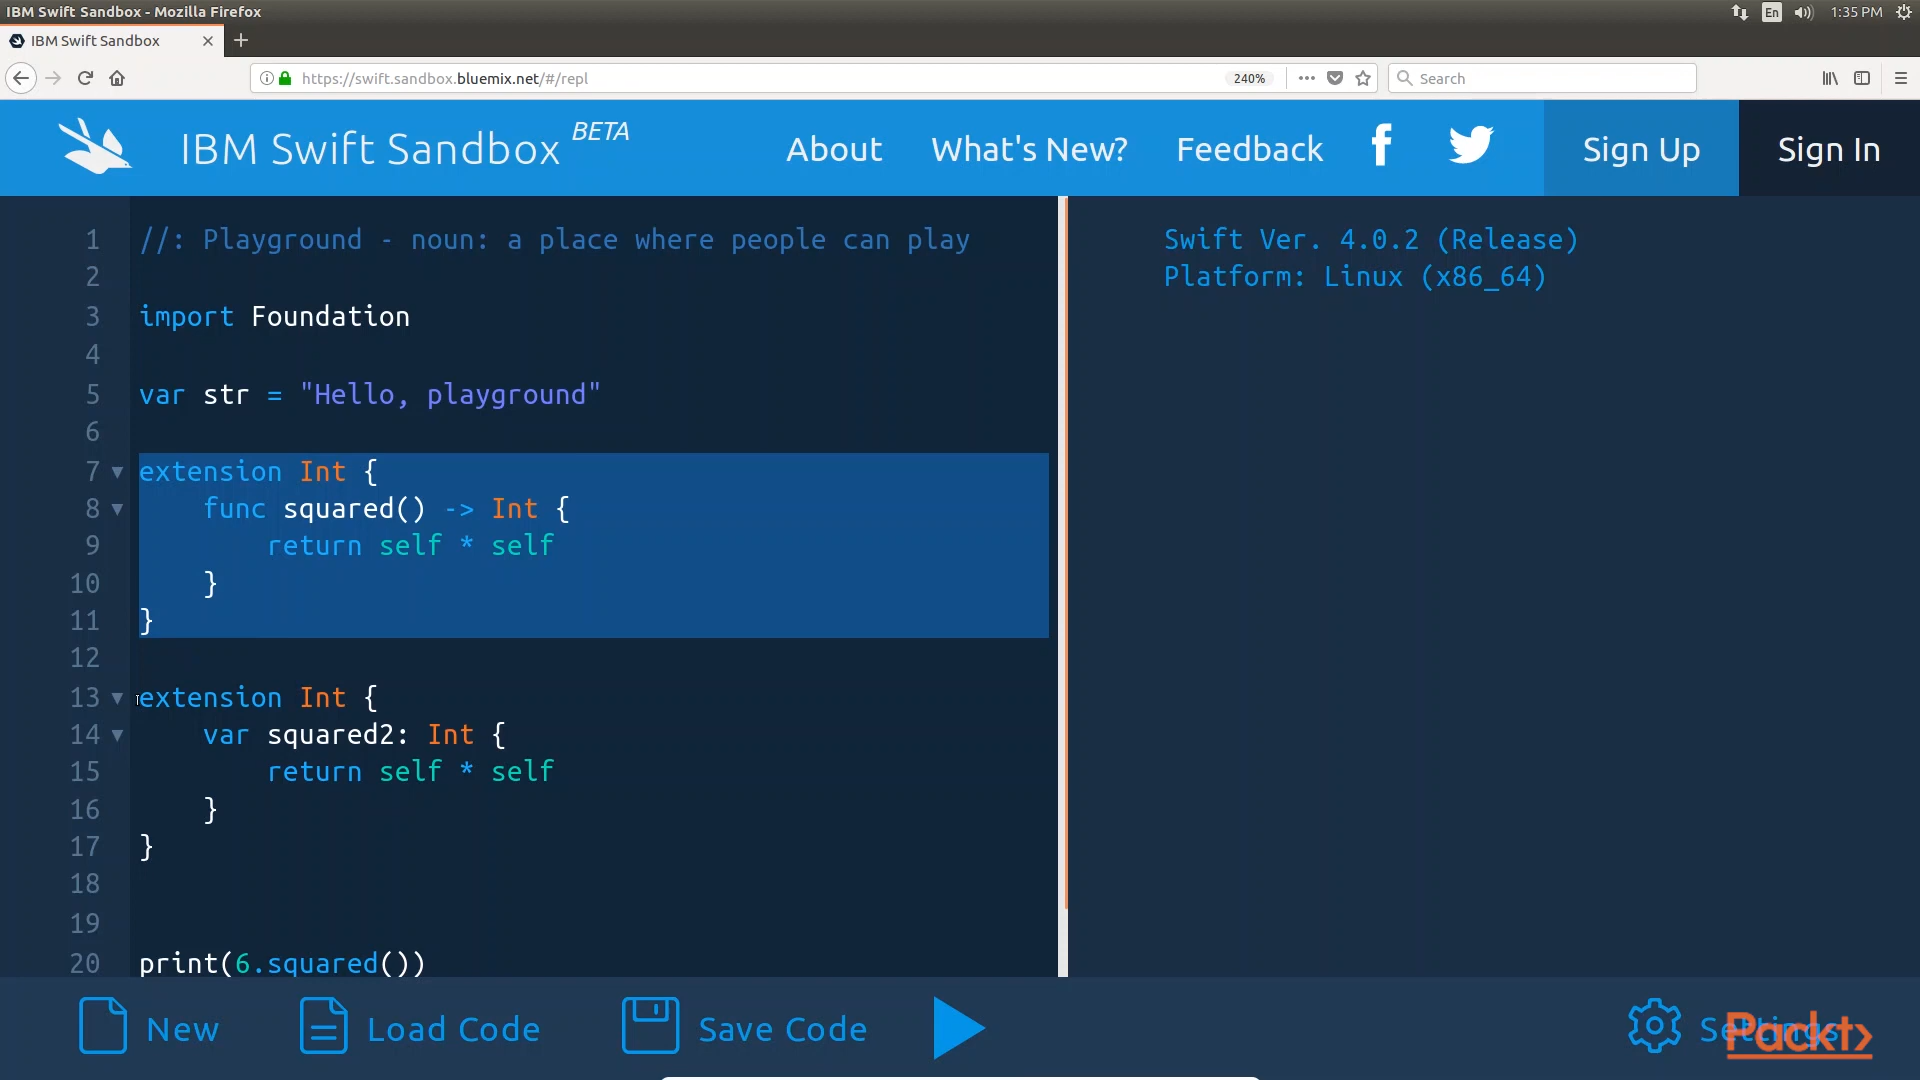 IBM Swift Sandbox - Mozilla Firefox
En
1:35 PM
IBM Swift Sandbox
https://swift.sandbox.bluemix.net/#/repl
240%
Search
IBM Swift Sandbox BETA
About
What's New?
Feedback
Sign Up
Sign In
1 //: Playground - noun: a place where people can play
2
3 import Foundation
4
5 var str = "Hello, playground"
6
7 extension Int {
8     func squared() -> Int {
9         return self * self
10     }
11 }
12
13 extension Int {
14     var squared2: Int {
15         return self * self
16     }
17 }
18
19
20 print(6.squared())
Swift Ver. 4.0.2 (Release)
Platform: Linux (x86_64)
New
Load Code
Save Code
Settings
Packt>